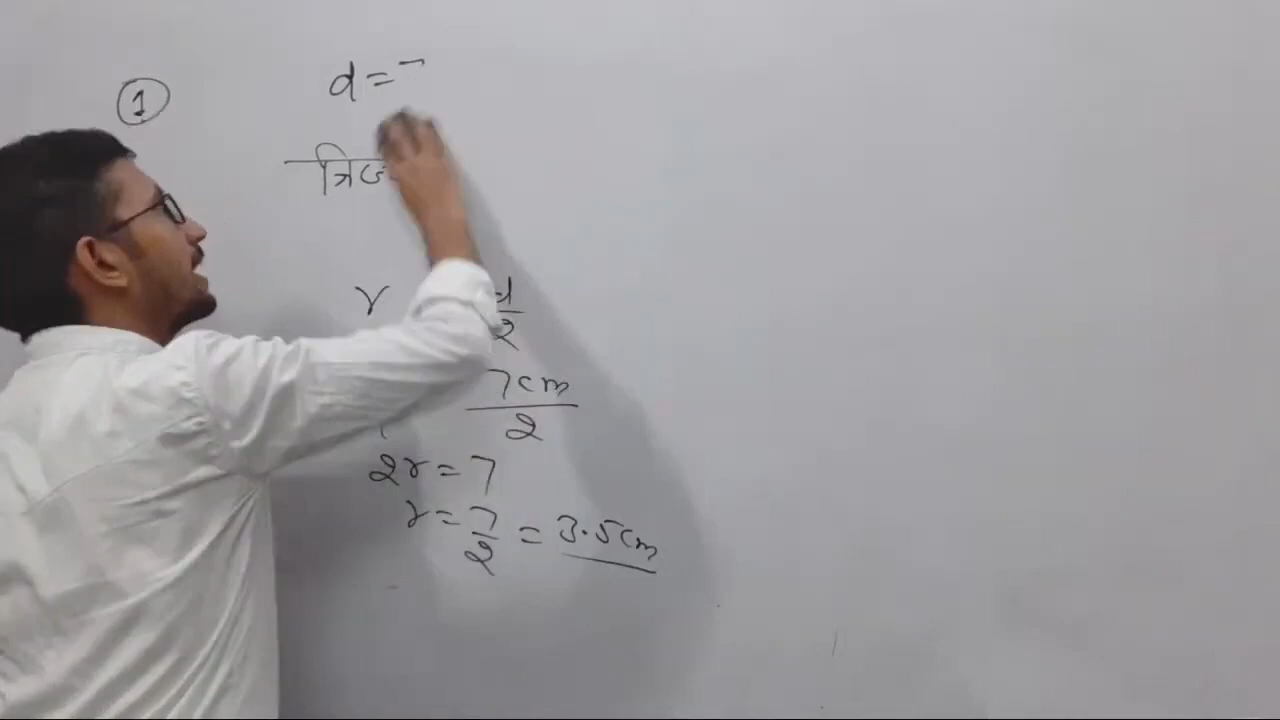 1
d =
r
d/2
7cm/2
2r = 7
r = 7/2 = 3.5cm